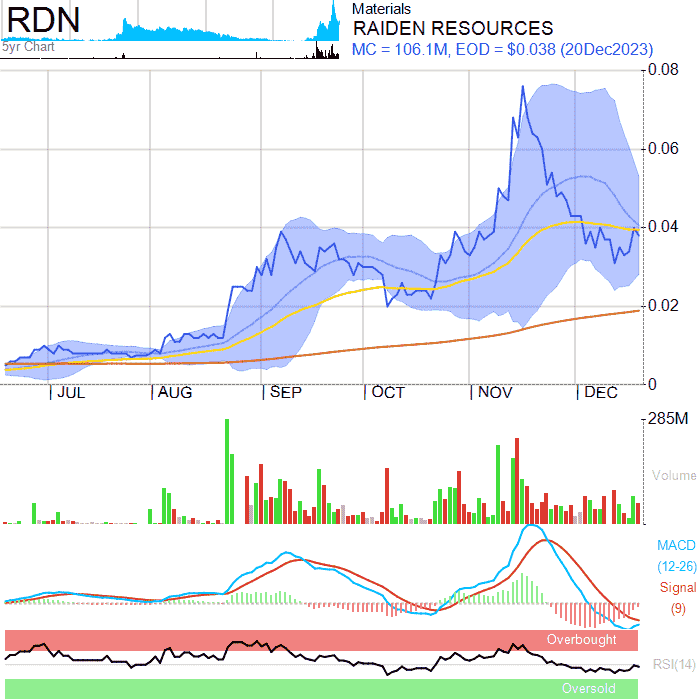 RDN
5yr Chart
Materials
RAIDEN RESOURCES
MC = 106.1M, EOD = $0.038 (20Dec2023)
0.08
0.06
0.04
0.02
0
JUL AUG SEP OCT NOV DEC
285M
Volume
MACD
(12-26)
Signal
(9)
Overbought
RSI(14)
Oversold